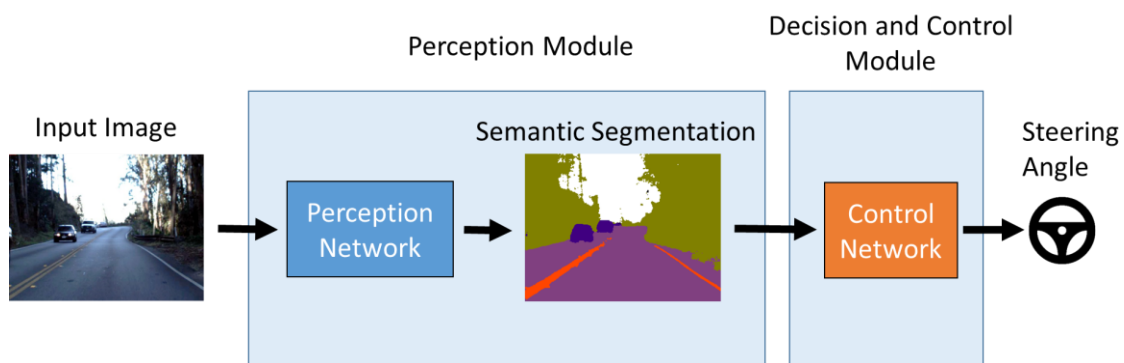 Perception Module
Decision and Control
Module
Input Image
Semantic Segmentation
Steering
Angle
Perception
Network
Control
Network